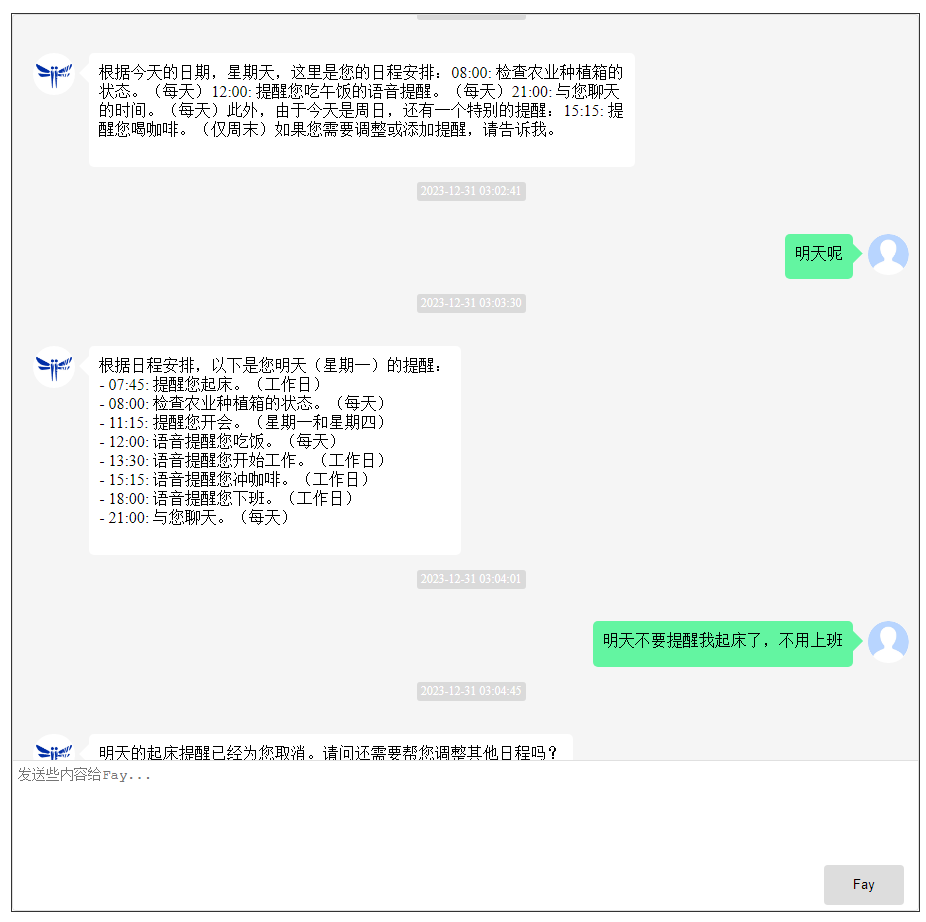 根据今天的日期，星期天，这里是您的日程安排：08:00: 检查农业种植箱的
状态。（每天）12:00: 提醒您吃午饭的语音提醒。（每天）21:00: 与您聊天
的时间。（每天）此外，由于今天是周日，还有一个特别的提醒：15:15: 提
醒您喝咖啡。（仅周末）如果您需要调整或添加提醒，请告诉我。
2023-12-31 03:02:41
明天呢
2023-12-31 03:03:30
根据日程安排，以下是您明天（星期一）的提醒：
- 07:45: 提醒您起床。（工作日）
- 08:00: 检查农业种植箱的状态。（每天）
- 11:15: 提醒您开会。（星期一和星期四）
- 12:00: 语音提醒您吃饭。（每天）
- 13:30: 语音提醒您开始工作。（工作日）
- 15:15: 语音提醒您冲咖啡。（工作日）
- 18:00: 语音提醒您下班。（工作日）
- 21:00: 与您聊天。（每天）
2023-12-31 03:04:01
明天不要提醒我起床了，不用上班
2023-12-31 03:04:45
明天的起床提醒已经为您取消。请问还需要帮您调整其他日程吗？
发送些内容给Fay...
Fay